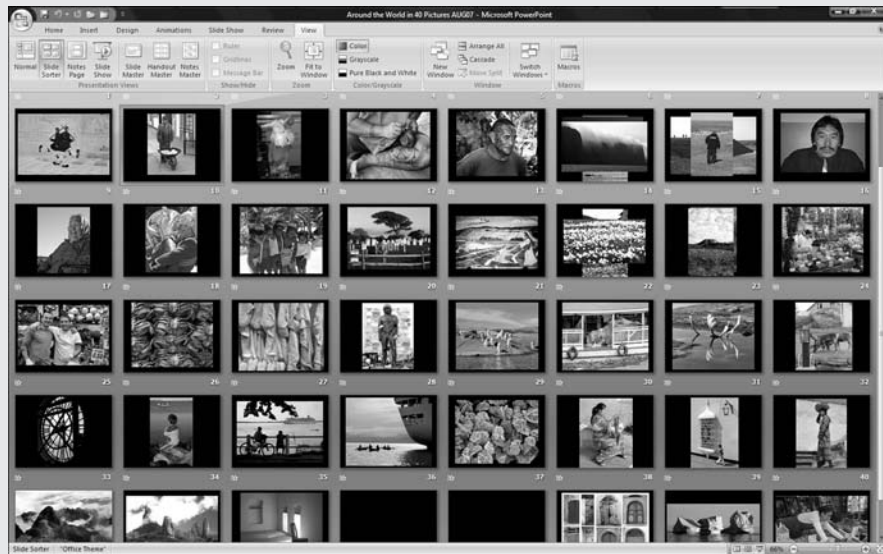 Around the World in 40 Pictures AUG07 - Microsoft PowerPoint
Home Insert Design Animations Slide Show Review View
Normal Slide Sorter Notes Page Slide Show Slide Master Handout Master Notes Master
Presentation Views
Ruler
Gridlines
Message Bar
Show/Hide
Zoom Fit to Window
Zoom
Color
Grayscale
Pure Black and White
Color/Grayscale
New Window
Arrange All
Cascade
Move Split
Switch Windows
Window
Macros
Macros
9 10 11 12 13 14 15 16
17 18 19 20 21 22 23 24
25 26 27 28 29 30 31 32
33 34 35 36 37 38 39 40
Slide Sorter "Office Theme" 66%